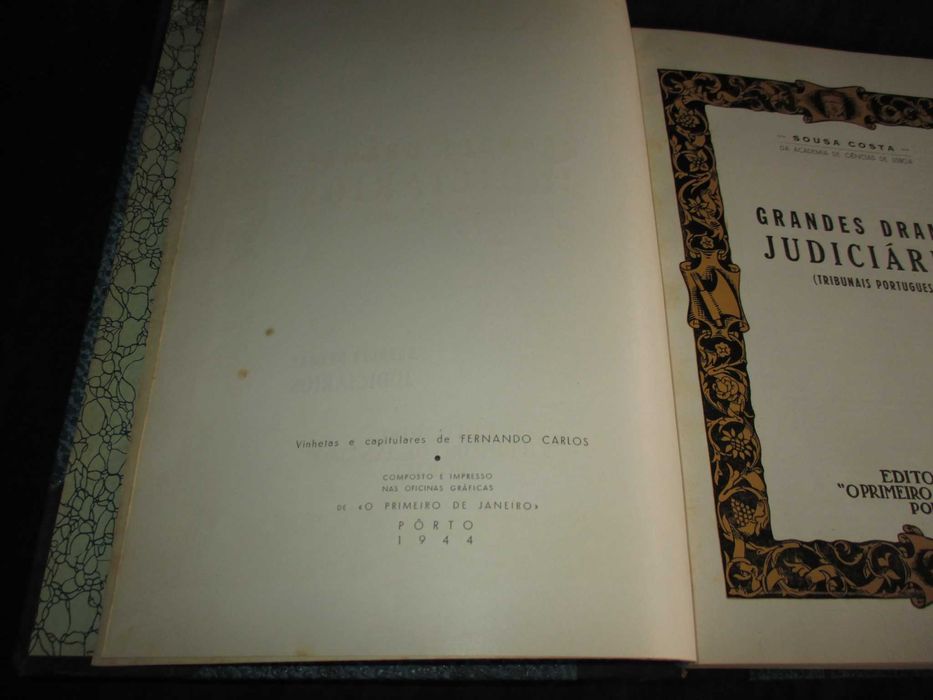 Vinhetas e capitulares de FERNANDO CARLOS
COMPOSTO E IMPRESSO
NAS OFICINAS GRÁFICAS
DE «O PRIMEIRO DE JANEIRO»
PÔRTO
1944
— SOUSA COSTA —
DA ACADEMIA DE CIÊNCIAS DE LISBOA
GRANDES DRAM
JUDICIÁRI
(TRIBUNAIS PORTUGUES
EDITO
"O PRIMEIRO
PO